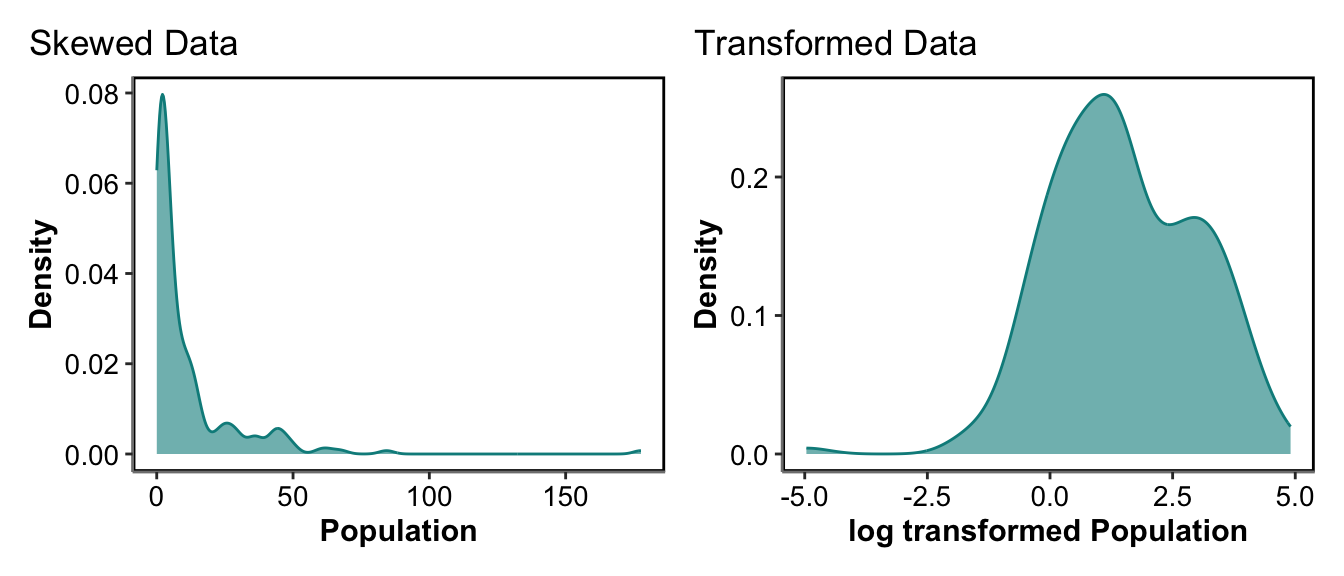 Skewed Data
Density
0.08
0.06
0.04
0.02
0.00
0 50 100 150
Population
Transformed Data
Density
0.2
0.1
0.0
-5.0 -2.5 0.0 2.5 5.0
log transformed Population